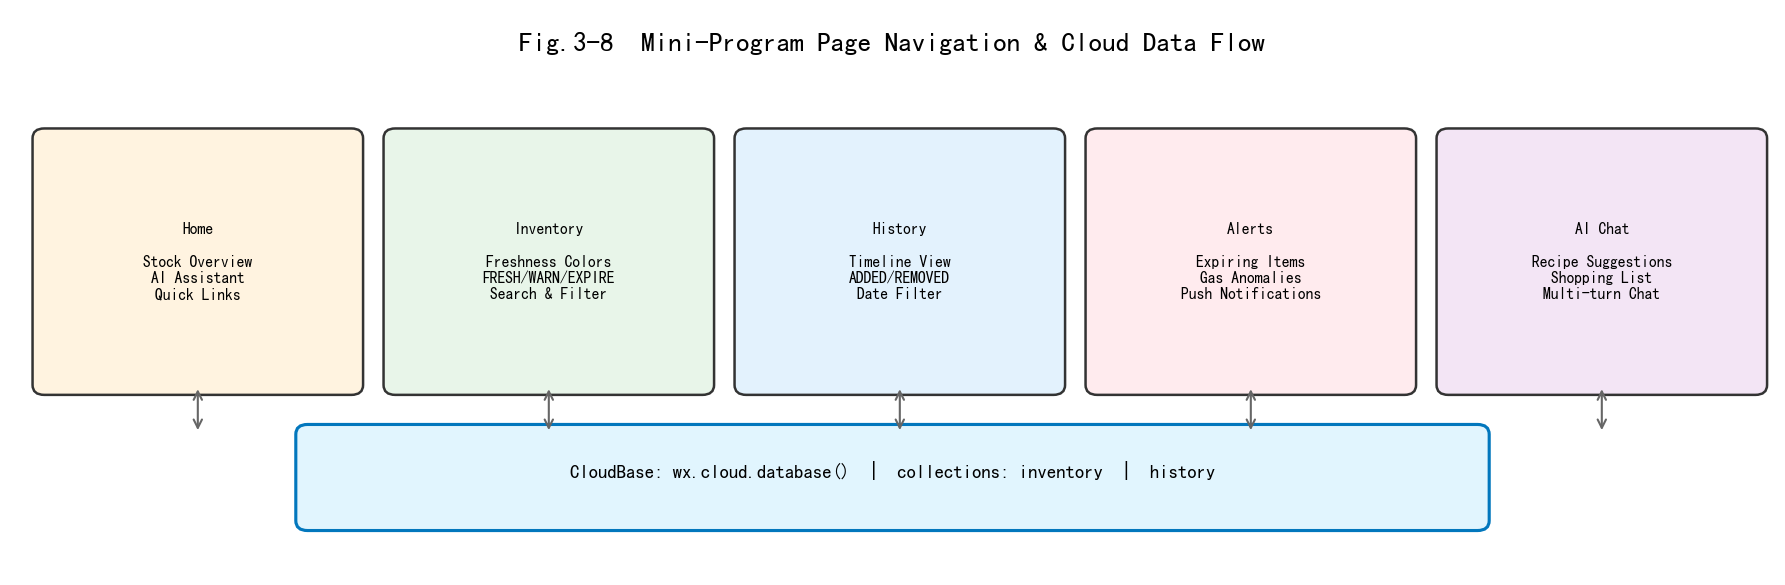 Fig.3-8  Mini-Program Page Navigation & Cloud Data Flow
Home
Stock Overview
AI Assistant
Quick Links
Inventory
Freshness Colors
FRESH/WARN/EXPIRE
Search & Filter
History
Timeline View
ADDED/REMOVED
Date Filter
Alerts
Expiring Items
Gas Anomalies
Push Notifications
AI Chat
Recipe Suggestions
Shopping List
Multi-turn Chat
CloudBase: wx.cloud.database()  |  collections: inventory  |  history